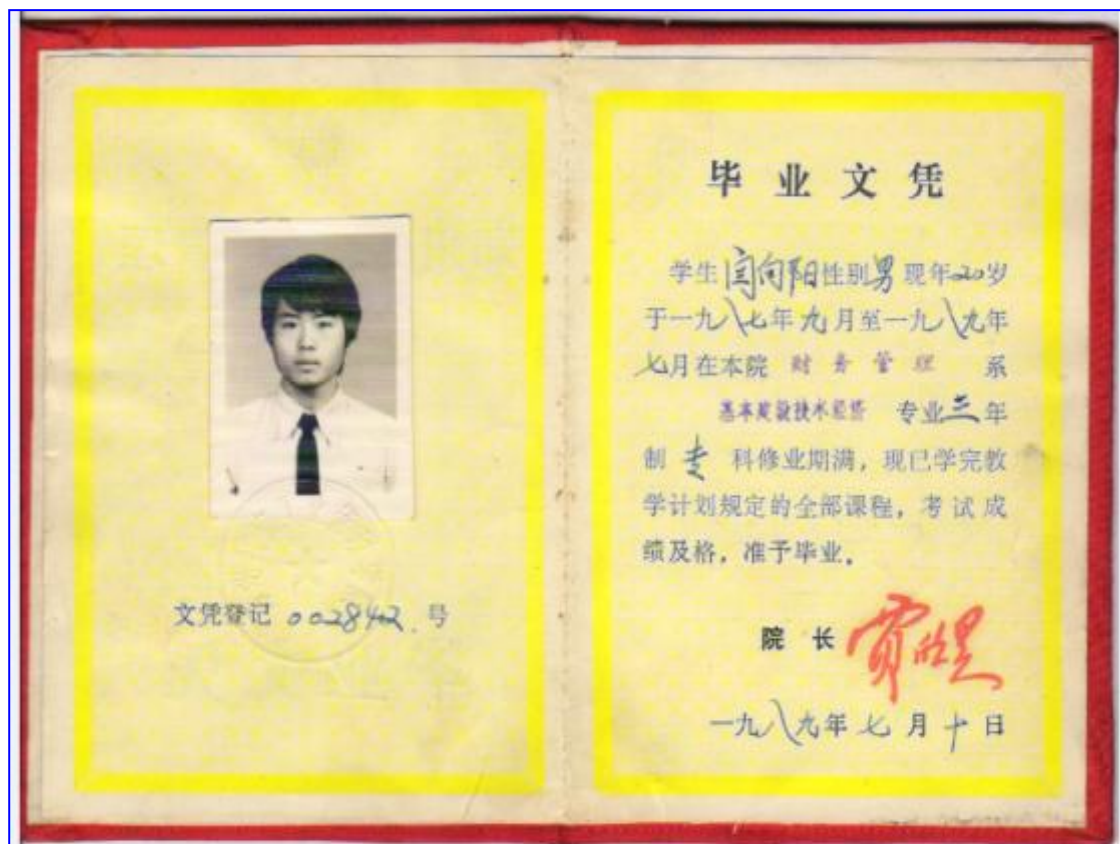 文凭登记 0028402 号
毕业文凭
学生闫向阳性别男现年20岁
于一九八七年九月至一九八九年
七月在本院 财务管理 系
基本建设技术经济 专业三年
制 专 科修业期满，现已学完教
学计划规定的全部课程，考试成
绩及格，准予毕业。
院 长
一九八九年七月十日